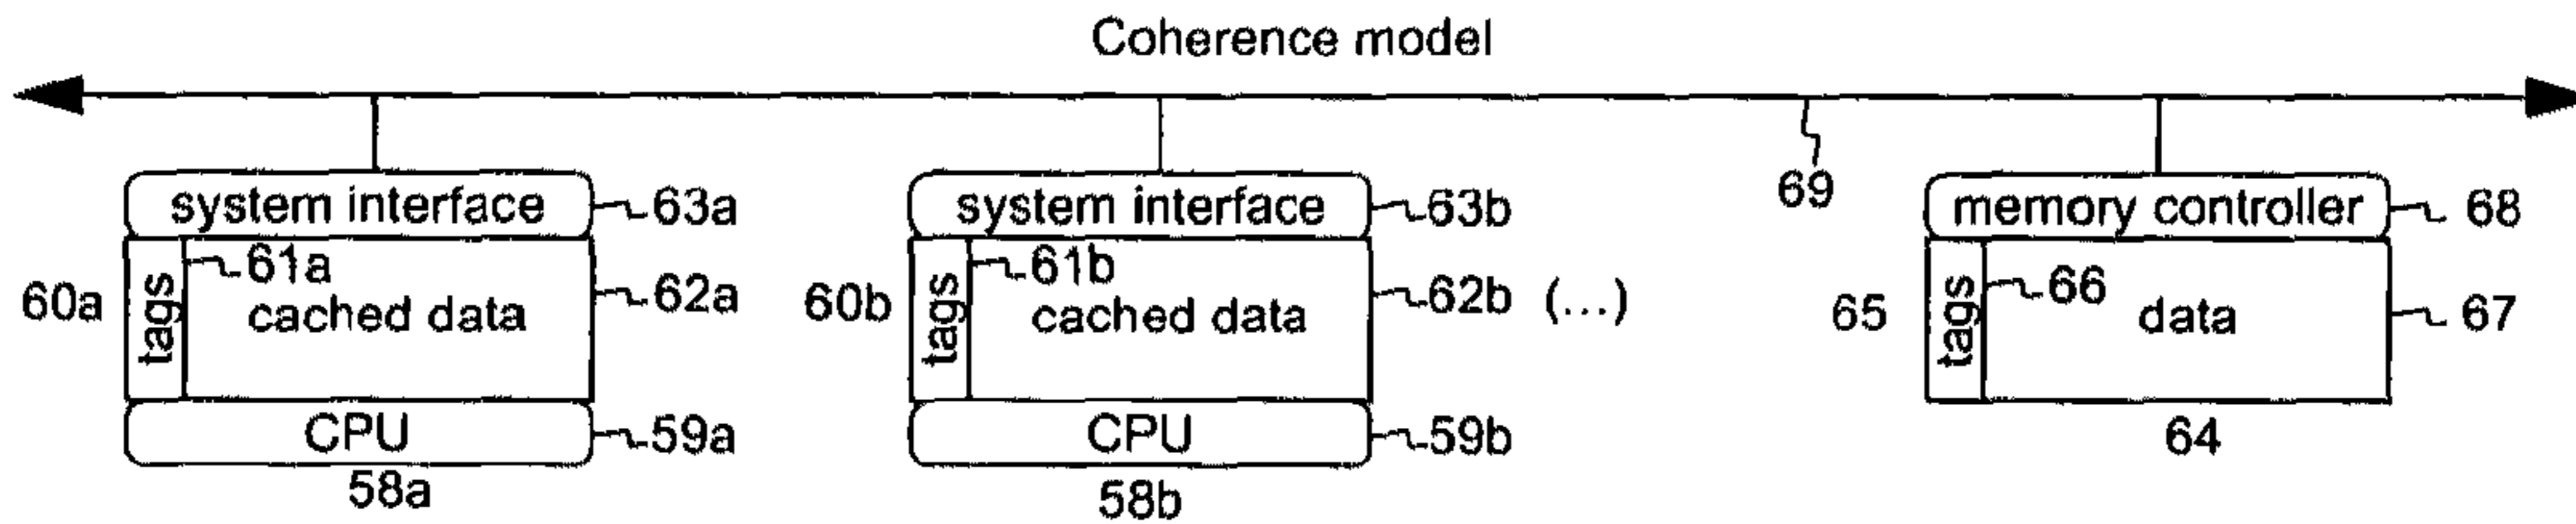 Coherence model
69
system interface 63a
60a tags 61a cached data 62a
CPU 59a
58a
system interface 63b
60b tags 61b cached data 62b (...)
CPU 59b
58b
memory controller 68
65 tags 66 data 67
64